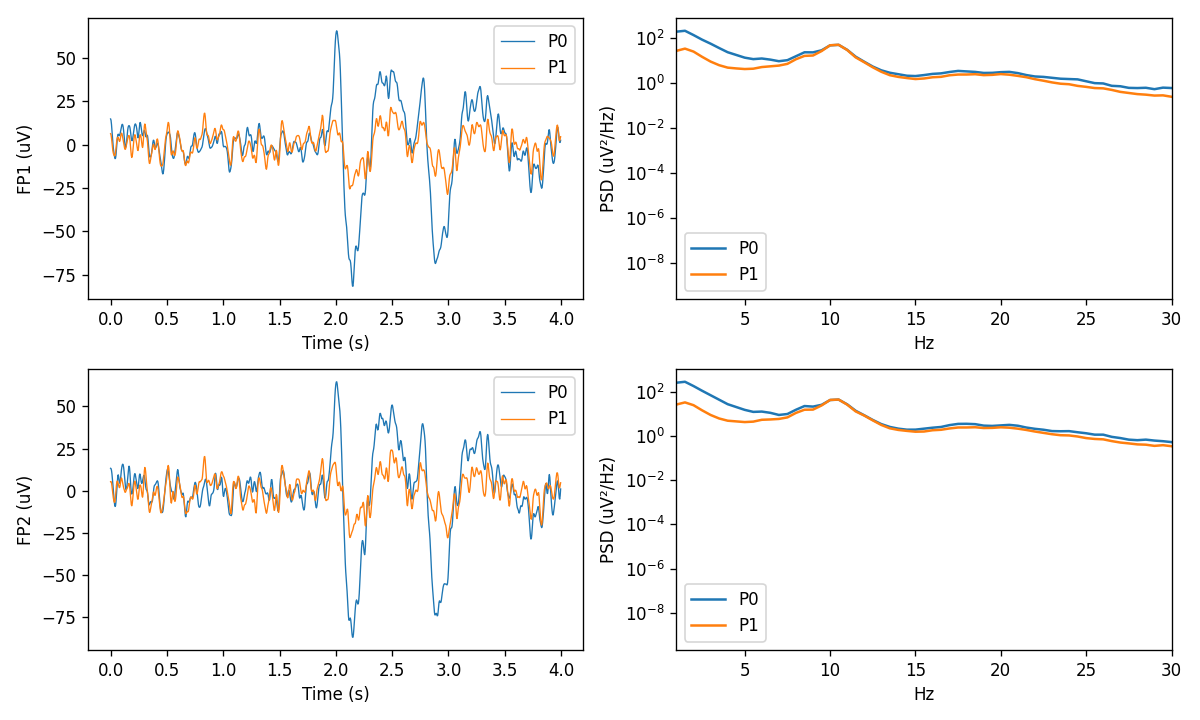 FP1 (uV)
50
25
0
−25
−50
−75
0.0 0.5 1.0 1.5 2.0 2.5 3.0 3.5 4.0
Time (s)
P0
P1
PSD (uV²/Hz)
10²
10⁰
10⁻²
10⁻⁴
10⁻⁶
10⁻⁸
5 10 15 20 25 30
Hz
P0
P1
FP2 (uV)
50
25
0
−25
−50
−75
0.0 0.5 1.0 1.5 2.0 2.5 3.0 3.5 4.0
Time (s)
P0
P1
PSD (uV²/Hz)
10²
10⁰
10⁻²
10⁻⁴
10⁻⁶
10⁻⁸
5 10 15 20 25 30
Hz
P0
P1